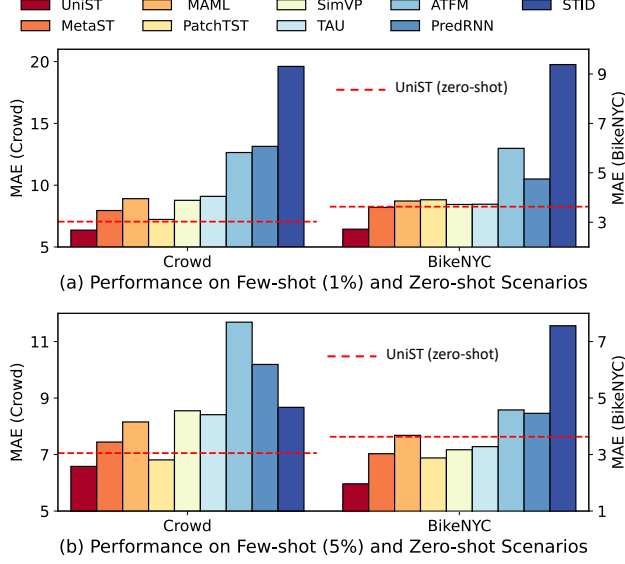 UniST MAML SimVP ATFM STID
MetaST PatchTST TAU PredRNN
20
15
10
5
MAE (Crowd)
UniST (zero-shot)
9
7
5
3
MAE (BikeNYC)
Crowd BikeNYC
(a) Performance on Few-shot (1%) and Zero-shot Scenarios
11
9
7
5
MAE (Crowd)
UniST (zero-shot)
7
5
3
1
MAE (BikeNYC)
Crowd BikeNYC
(b) Performance on Few-shot (5%) and Zero-shot Scenarios